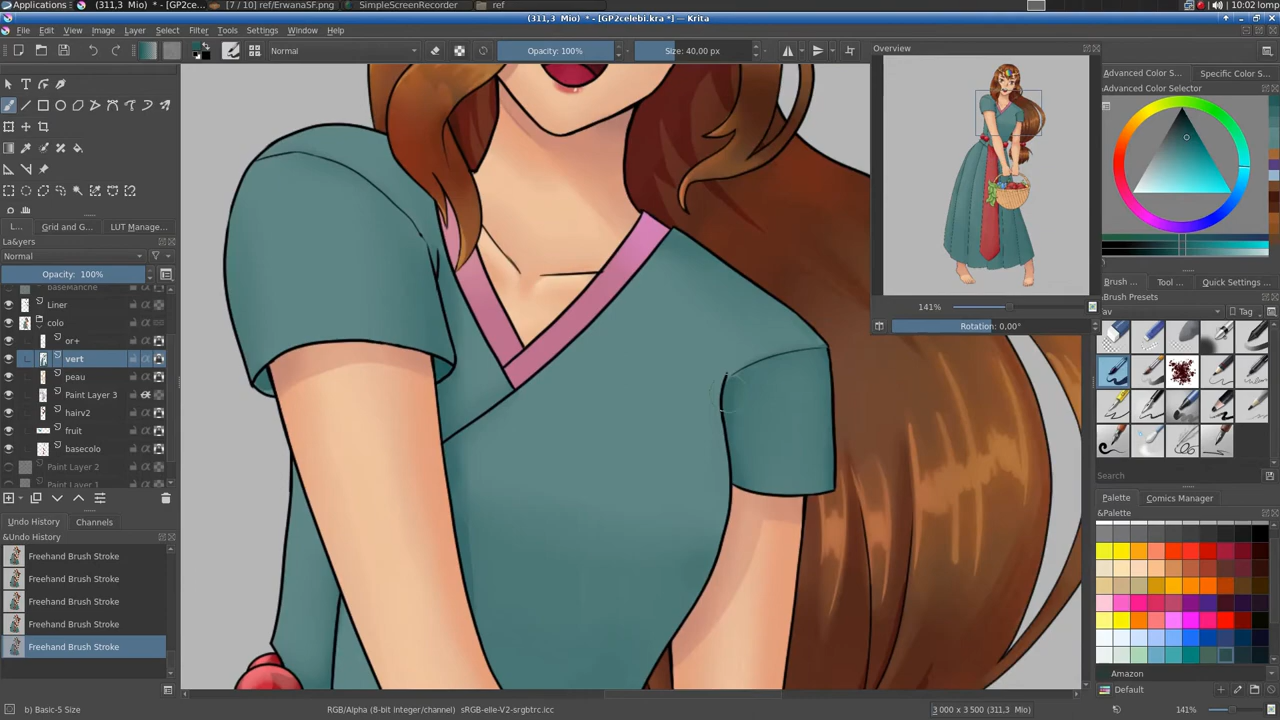 Applications (311,3 Mio) * - [GP2ce... [7 / 10] ref/ErwanaSF.png SimpleScreenRecorder ref 10:02 lomp
(311,3 Mio) * - [GP2celebi.kra *] — Krita
File Edit View Image Layer Select Filter Tools Settings Window Help
Normal Opacity: 100% Size: 40,00 px
Overview
Advanced Color S... Specific Color S...
Advanced Color Selector
L... Grid and G... LUT Manage...
La&yers
Normal
Opacity: 100%
baseManche
Liner
colo
or+
vert
peau
Paint Layer 3
hairv2
fruit
basecolo
Paint Layer 2
Paint Layer 1
141%
Rotation: 0,00°
Brush ... Tool ... Quick Settings...
Brush Presets
Tag
Search
Palette Comics Manager
&Palette
Amazon
Default
Undo History Channels
&Undo History
Freehand Brush Stroke
Freehand Brush Stroke
Freehand Brush Stroke
Freehand Brush Stroke
Freehand Brush Stroke
b) Basic-5 Size RGB/Alpha (8-bit integer/channel) sRGB-elle-V2-srgbtrc.icc 3 000 x 3 500 (311,3 Mio) 141%